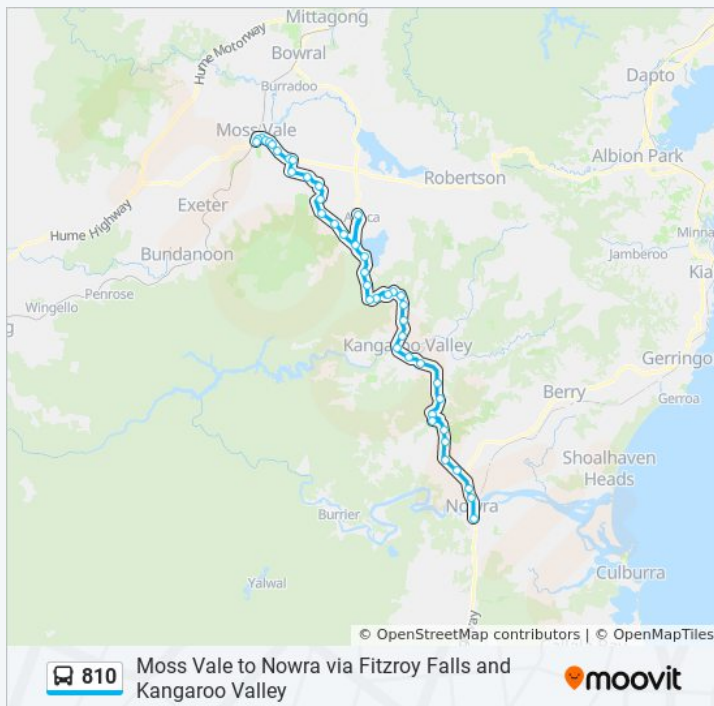 Mittagong
Hume Motorway
Bowral
Dapto
Burradoo
Moss Vale
Albion Park
Robertson
Exeter
Hume Highway
Minna
Bundanoon
Jamberoo
Kia
Penrose
Wingello
Kangaroo Valley
Gerringo
Berry
Gerroa
Shoalhaven
Heads
Nowra
Burrier
Culburra
Yalwal
© OpenStreetMap contributors | © OpenMapTiles
810
Moss Vale to Nowra via Fitzroy Falls and
Kangaroo Valley
moovit